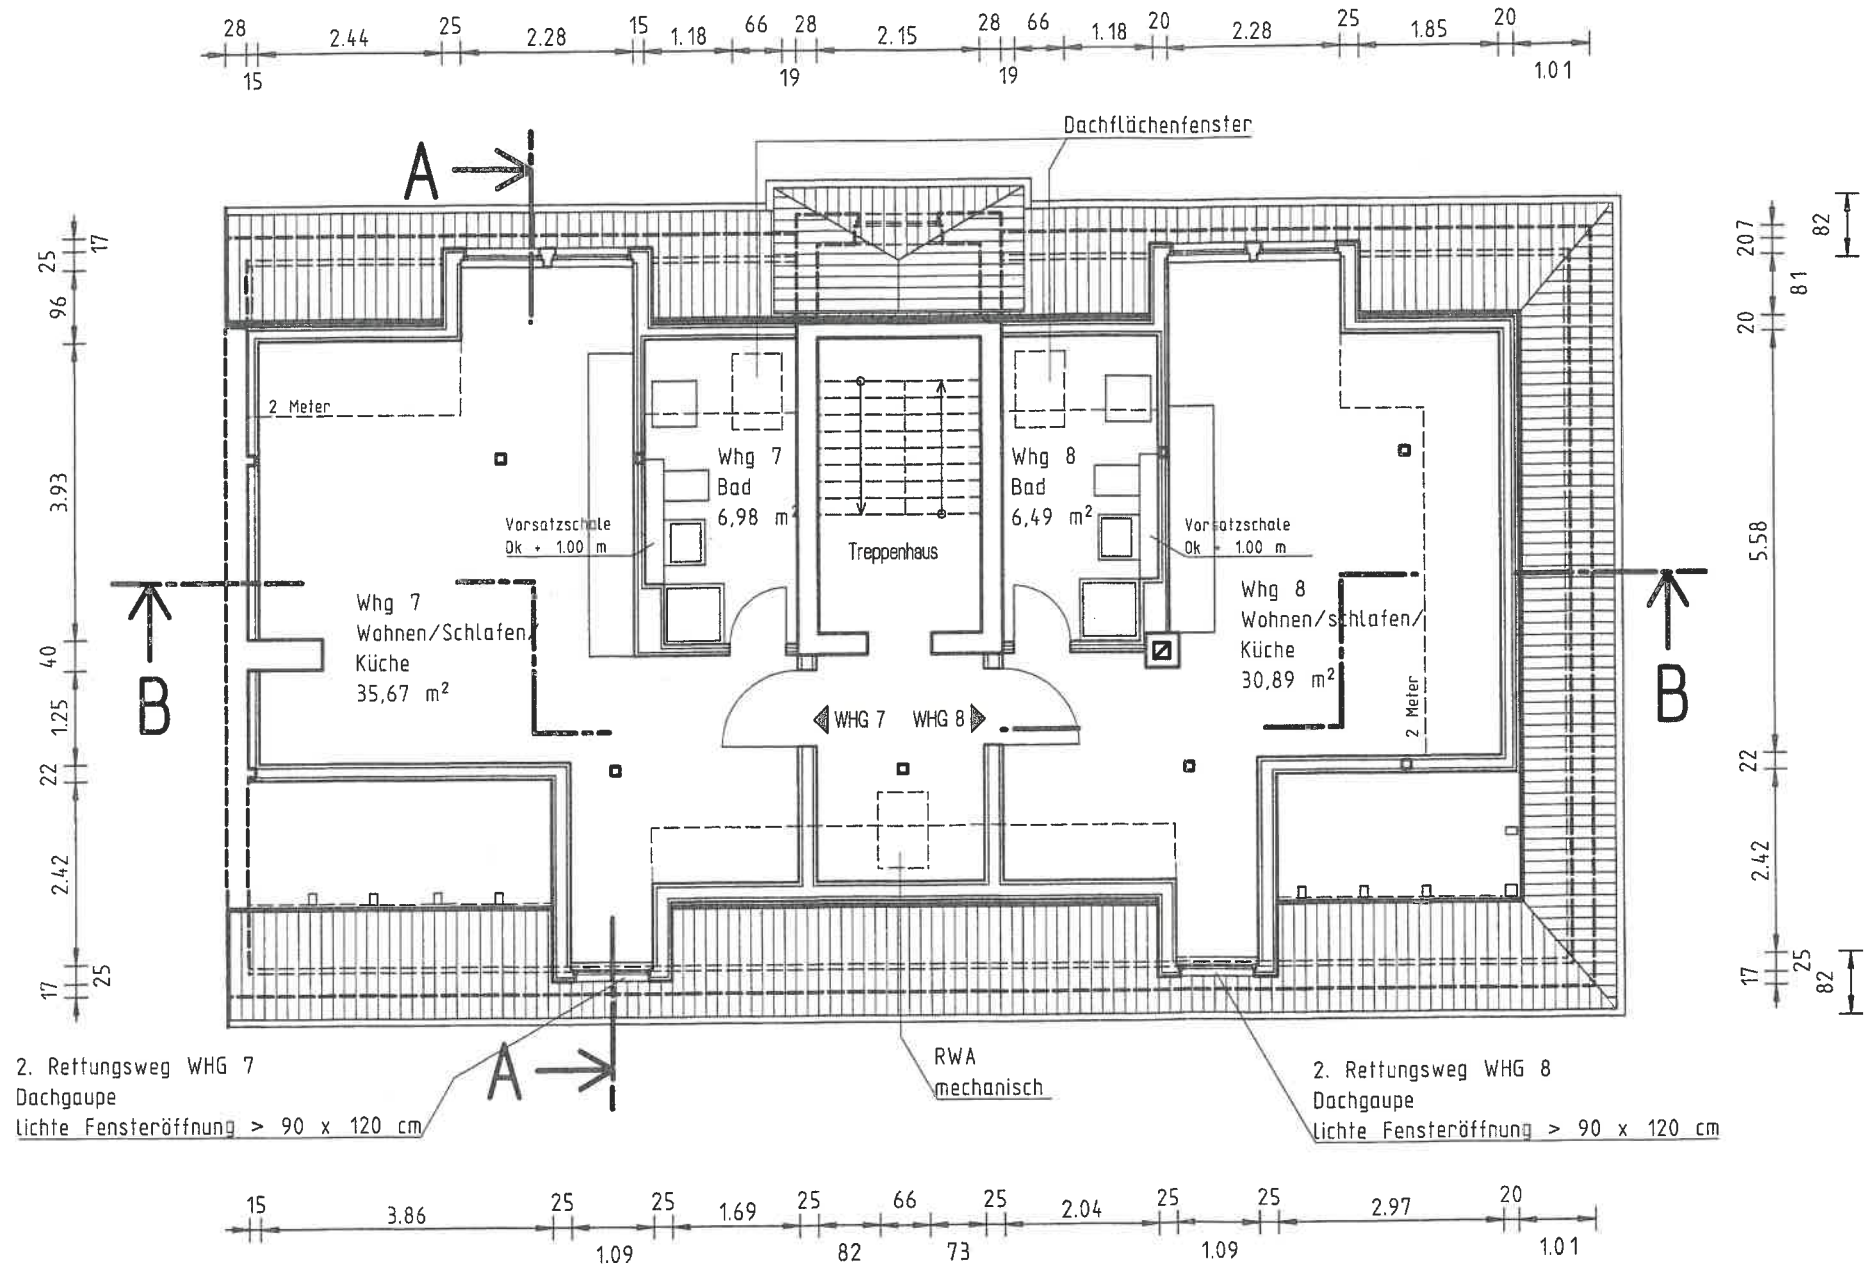 28 2.44 25 2.28 15 1.18 66 28 2.15 28 66 1.18 20 2.28 25 1.85 20
15 19 19 1.01
Dachflächenfenster
A
17
25
96
3.93
40
1.25
22
2.42
25
17
7
20
82
81
20
5.58
22
2.42
25
17
82
2 Meter
Whg 7
Bad
6,98 m²
Whg 8
Bad
6,49 m²
Vorsatzschale
Ok + 1.00 m
Treppenhaus
Vorsatzschale
Ok + 1.00 m
Whg 7
Wohnen/Schlafen/
Küche
35,67 m²
Whg 8
Wohnen/schlafen/
Küche
30,89 m²
B
B
2 Meter
WHG 7
WHG 8
A
2. Rettungsweg WHG 7
Dachgaupe
lichte Fensteröffnung > 90 x 120 cm
RWA
mechanisch
2. Rettungsweg WHG 8
Dachgaupe
lichte Fensteröffnung > 90 x 120 cm
15 3.86 25 25 1.69 25 66 25 2.04 25 25 2.97 20
1.09 82 73 1.09 1.01